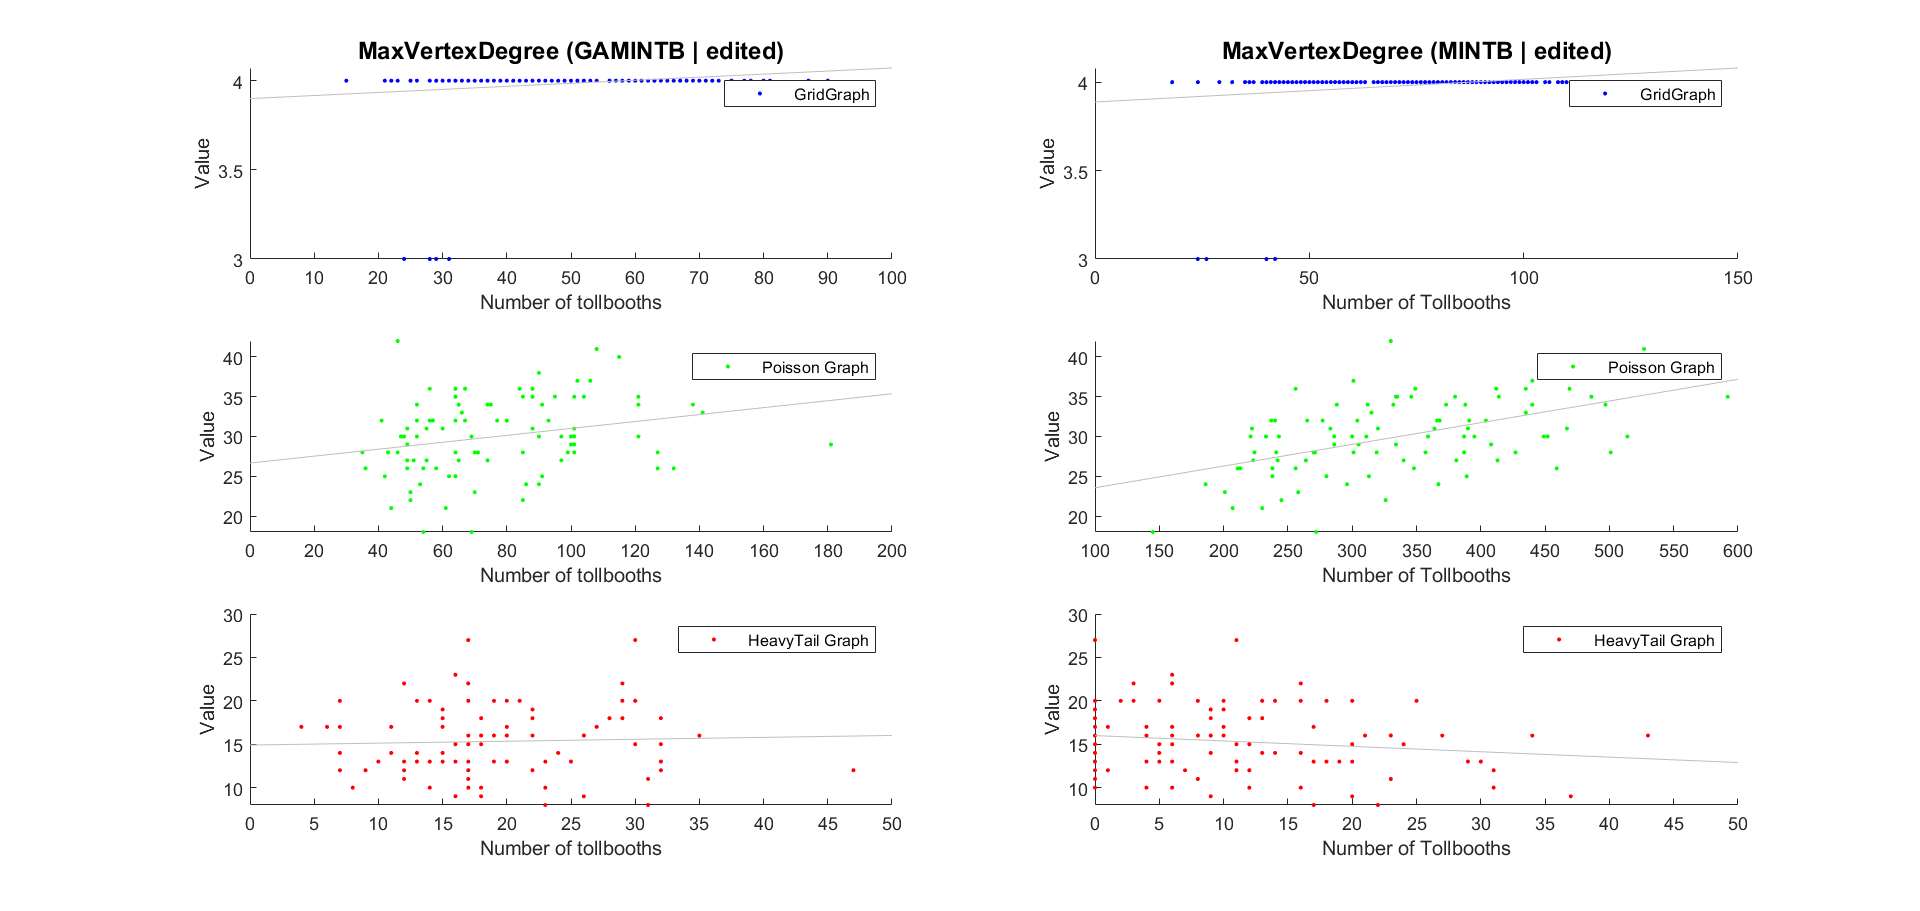 MaxVertexDegree (GAMINTB | edited)
4
3.5
3
Value
GridGraph
0 10 20 30 40 50 60 70 80 90 100
Number of tollbooths
MaxVertexDegree (MINTB | edited)
4
3.5
3
Value
GridGraph
0 50 100 150
Number of Tollbooths
40
35
30
25
20
Value
Poisson Graph
0 20 40 60 80 100 120 140 160 180 200
Number of tollbooths
40
35
30
25
20
Value
Poisson Graph
100 150 200 250 300 350 400 450 500 550 600
Number of Tollbooths
30
25
20
15
10
Value
HeavyTail Graph
0 5 10 15 20 25 30 35 40 45 50
Number of tollbooths
30
25
20
15
10
Value
HeavyTail Graph
0 5 10 15 20 25 30 35 40 45 50
Number of Tollbooths